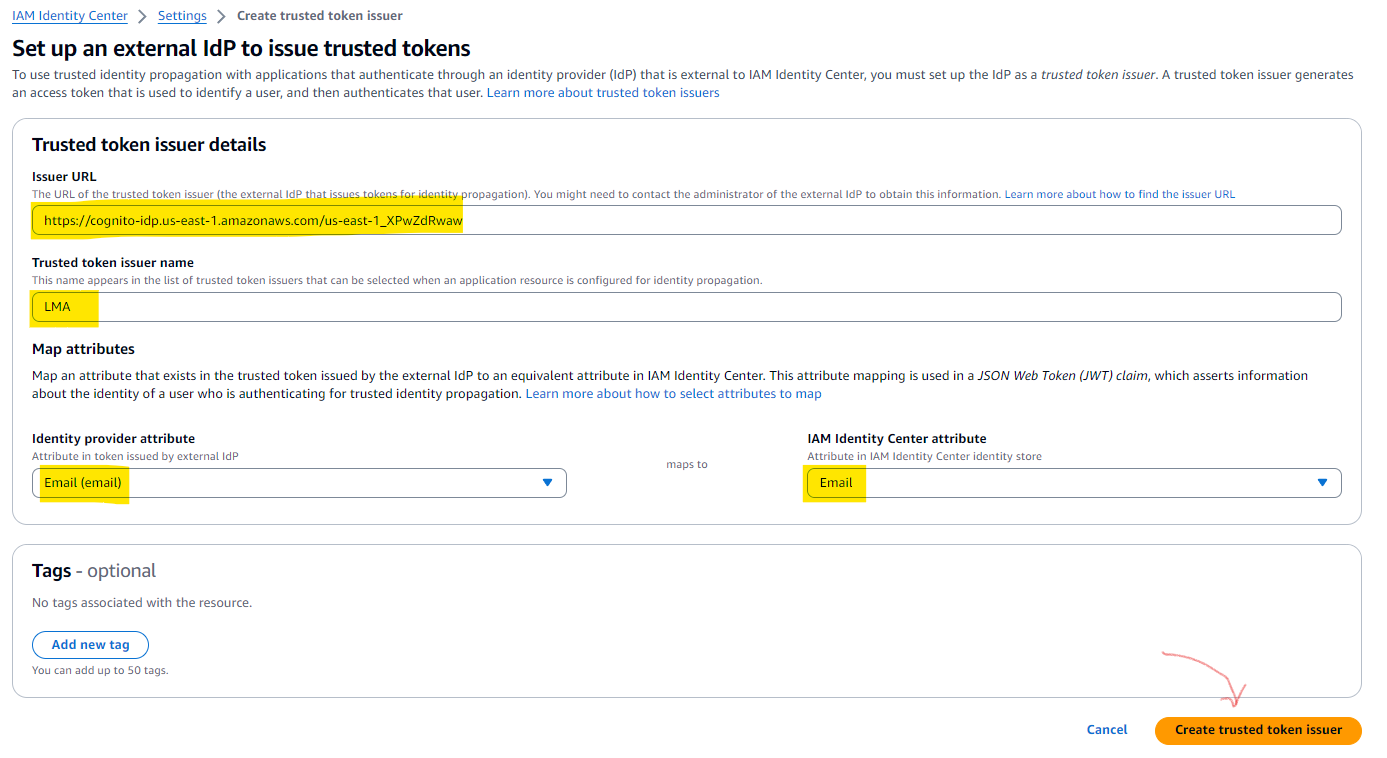 IAM Identity Center > Settings > Create trusted token issuer
Set up an external IdP to issue trusted tokens
To use trusted identity propagation with applications that authenticate through an identity provider (IdP) that is external to IAM Identity Center, you must set up the IdP as a trusted token issuer. A trusted token issuer generates
an access token that is used to identify a user, and then authenticates that user. Learn more about trusted token issuers
Trusted token issuer details
Issuer URL
The URL of the trusted token issuer (the external IdP that issues tokens for identity propagation). You might need to contact the administrator of the external IdP to obtain this information. Learn more about how to find the issuer URL
https://cognito-idp.us-east-1.amazonaws.com/us-east-1_XPwZdRwaw
Trusted token issuer name
This name appears in the list of trusted token issuers that can be selected when an application resource is configured for identity propagation.
LMA
Map attributes
Map an attribute that exists in the trusted token issued by the external IdP to an equivalent attribute in IAM Identity Center. This attribute mapping is used in a JSON Web Token (JWT) claim, which asserts information
about the identity of a user who is authenticating for trusted identity propagation. Learn more about how to select attributes to map
Identity provider attribute
Attribute in token issued by external IdP
Email (email)
maps to
IAM Identity Center attribute
Attribute in IAM Identity Center identity store
Email
Tags - optional
No tags associated with the resource.
Add new tag
You can add up to 50 tags.
Cancel
Create trusted token issuer